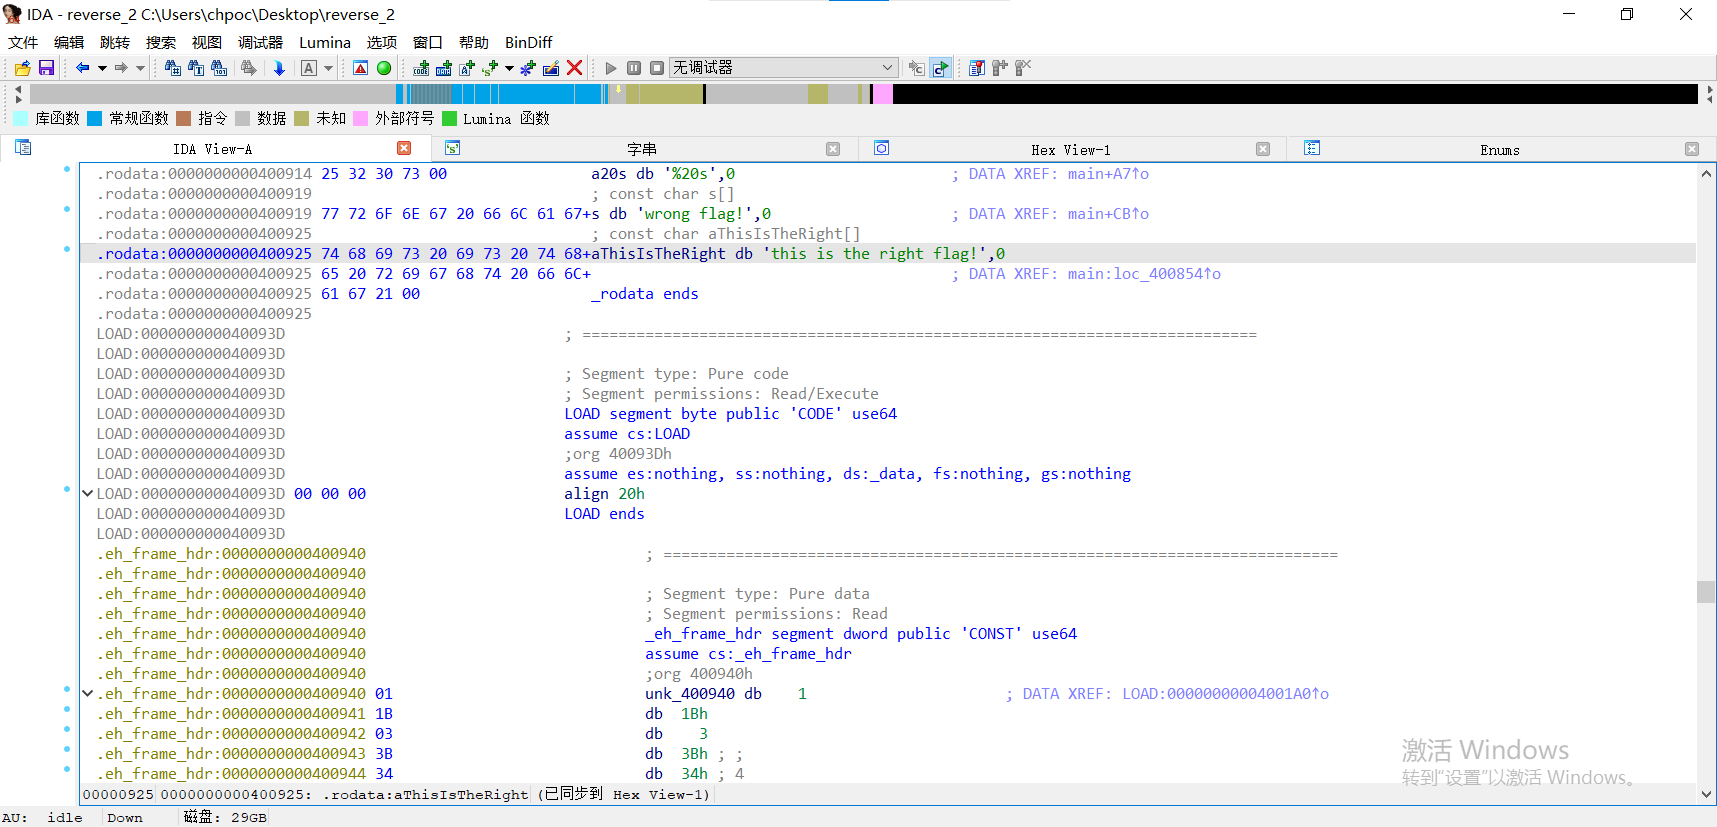 IDA - reverse_2 C:\Users\chpoc\Desktop\reverse_2
文件 编辑 跳转 搜索 视图 调试器 Lumina 选项 窗口 帮助 BinDiff
无调试器
库函数 常规函数 指令 数据 未知 外部符号 Lumina 函数
IDA View-A 字串 Hex View-1 Enums
.rodata:0000000000400914 25 32 30 73 00 a20s db '%20s',0 ; DATA XREF: main+A7↑o
.rodata:0000000000400919 ; const char s[]
.rodata:0000000000400919 77 72 6F 6E 67 20 66 6C 61 67+s db 'wrong flag!',0 ; DATA XREF: main+CB↑o
.rodata:0000000000400925 ; const char aThisIsTheRight[]
.rodata:0000000000400925 74 68 69 73 20 69 73 20 74 68+aThisIsTheRight db 'this is the right flag!',0
.rodata:0000000000400925 65 20 72 69 67 68 74 20 66 6C+ ; DATA XREF: main:loc_400854↑o
.rodata:0000000000400925 61 67 21 00 _rodata ends
.rodata:0000000000400925
LOAD:000000000040093D ; ===========================================================================
LOAD:000000000040093D
LOAD:000000000040093D ; Segment type: Pure code
LOAD:000000000040093D ; Segment permissions: Read/Execute
LOAD:000000000040093D LOAD segment byte public 'CODE' use64
LOAD:000000000040093D assume cs:LOAD
LOAD:000000000040093D ;org 40093Dh
LOAD:000000000040093D assume es:nothing, ss:nothing, ds:_data, fs:nothing, gs:nothing
LOAD:000000000040093D 00 00 00 align 20h
LOAD:000000000040093D LOAD ends
LOAD:000000000040093D
.eh_frame_hdr:0000000000400940 ; ===========================================================================
.eh_frame_hdr:0000000000400940
.eh_frame_hdr:0000000000400940 ; Segment type: Pure data
.eh_frame_hdr:0000000000400940 ; Segment permissions: Read
.eh_frame_hdr:0000000000400940 _eh_frame_hdr segment dword public 'CONST' use64
.eh_frame_hdr:0000000000400940 assume cs:_eh_frame_hdr
.eh_frame_hdr:0000000000400940 ;org 400940h
.eh_frame_hdr:0000000000400940 01 unk_400940 db 1 ; DATA XREF: LOAD:00000000004001A0↑o
.eh_frame_hdr:0000000000400941 1B db 1Bh
.eh_frame_hdr:0000000000400942 03 db 3
.eh_frame_hdr:0000000000400943 3B db 3Bh ; ;
.eh_frame_hdr:0000000000400944 34 db 34h ; 4
激活 Windows
转到“设置”以激活 Windows。
00000925 0000000000400925: .rodata:aThisIsTheRight (已同步到 Hex View-1)
AU: idle Down 磁盘: 29GB